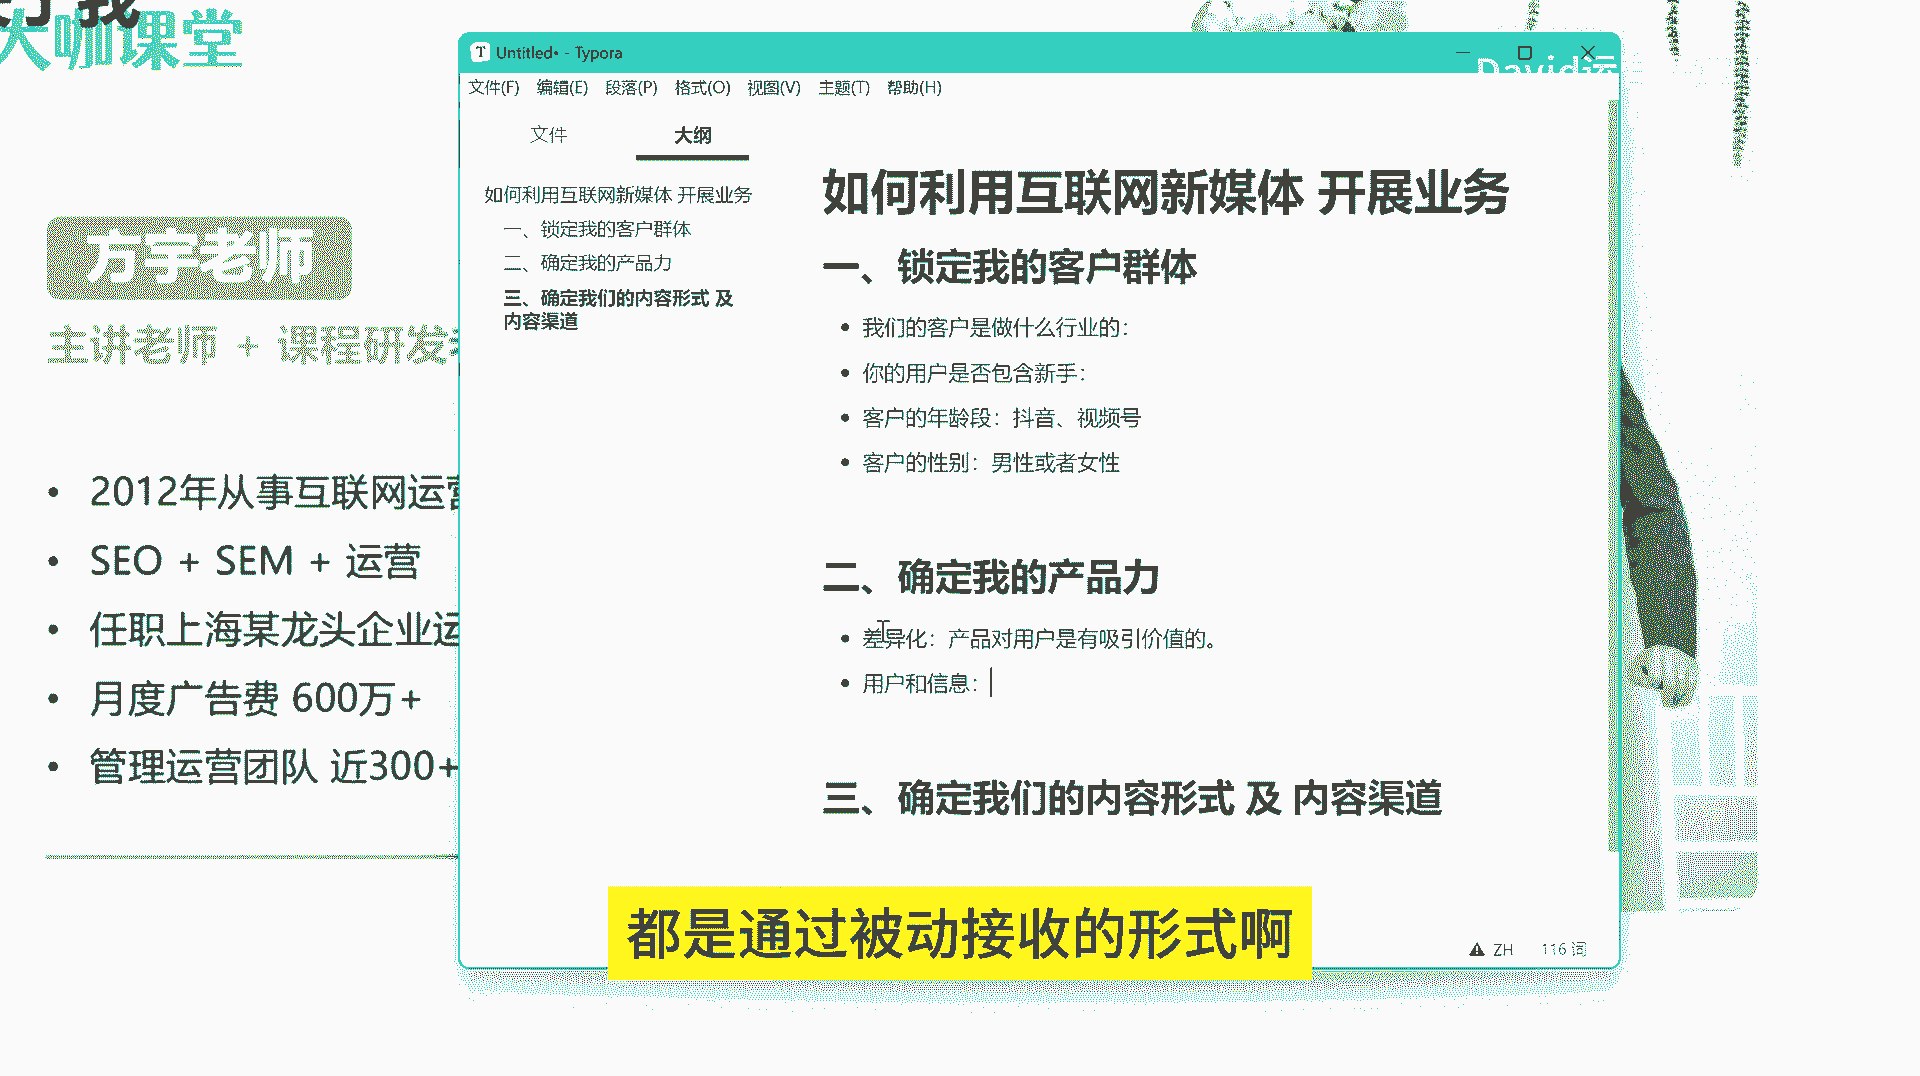 打 我
大咖课堂
方宇老师
主讲老师 + 课程研发
2012年从事互联网运营
SEO + SEM + 运营
任职上海某龙头企业运
月度广告费 600万+
管理运营团队 近300+
Untitled• - Typora
David运
文件(F) 编辑(E) 段落(P) 格式(O) 视图(V) 主题(T) 帮助(H)
文件 大纲
如何利用互联网新媒体 开展业务
一、锁定我的客户群体
二、确定我的产品力
三、确定我们的内容形式 及
内容渠道
如何利用互联网新媒体 开展业务
一、锁定我的客户群体
我们的客户是做什么行业的：
你的用户是否包含新手：
客户的年龄段：抖音、视频号
客户的性别：男性或者女性
二、确定我的产品力
差异化：产品对用户是有吸引价值的。
用户和信息：
三、确定我们的内容形式 及 内容渠道
都是通过被动接收的形式啊
ZH 116 词